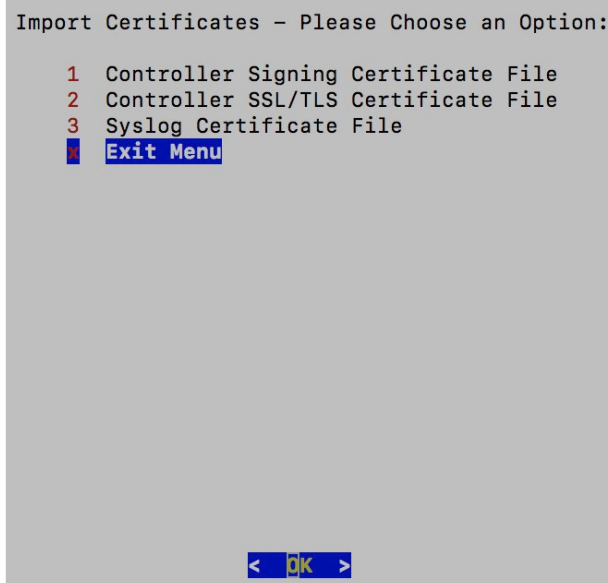 Import Certificates – Please Choose an Option:
1 Controller Signing Certificate File
2 Controller SSL/TLS Certificate File
3 Syslog Certificate File
x Exit Menu
< OK >